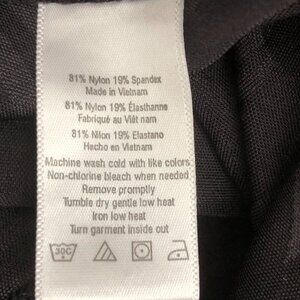 81% Nylon 19% Spandex
Made in Vietnam
81% Nylon 19% Élasthanne
Fabriqué au Viêt nam
81% Nilon 19% Elastano
Hecho en Vietnam
Machine wash cold with like colors
Non-chlorine bleach when needed
Remove promptly
Tumble dry gentle low heat
Iron low heat
Turn garment inside out
30C